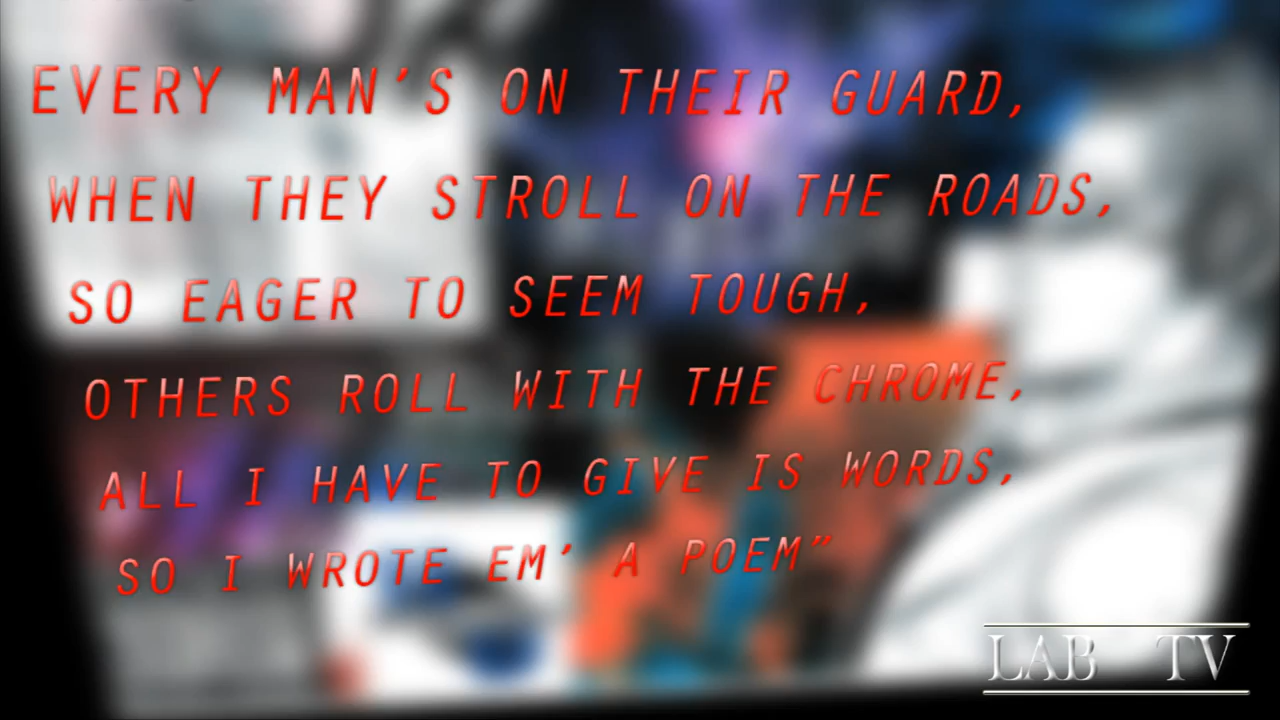 EVERY MAN'S ON THEIR GUARD,
WHEN THEY STROLL ON THE ROADS,
SO EAGER TO SEEM TOUGH,
OTHERS ROLL WITH THE CHROME,
ALL I HAVE TO GIVE IS WORDS,
SO I WROTE EM' A POEM"
LAB TV